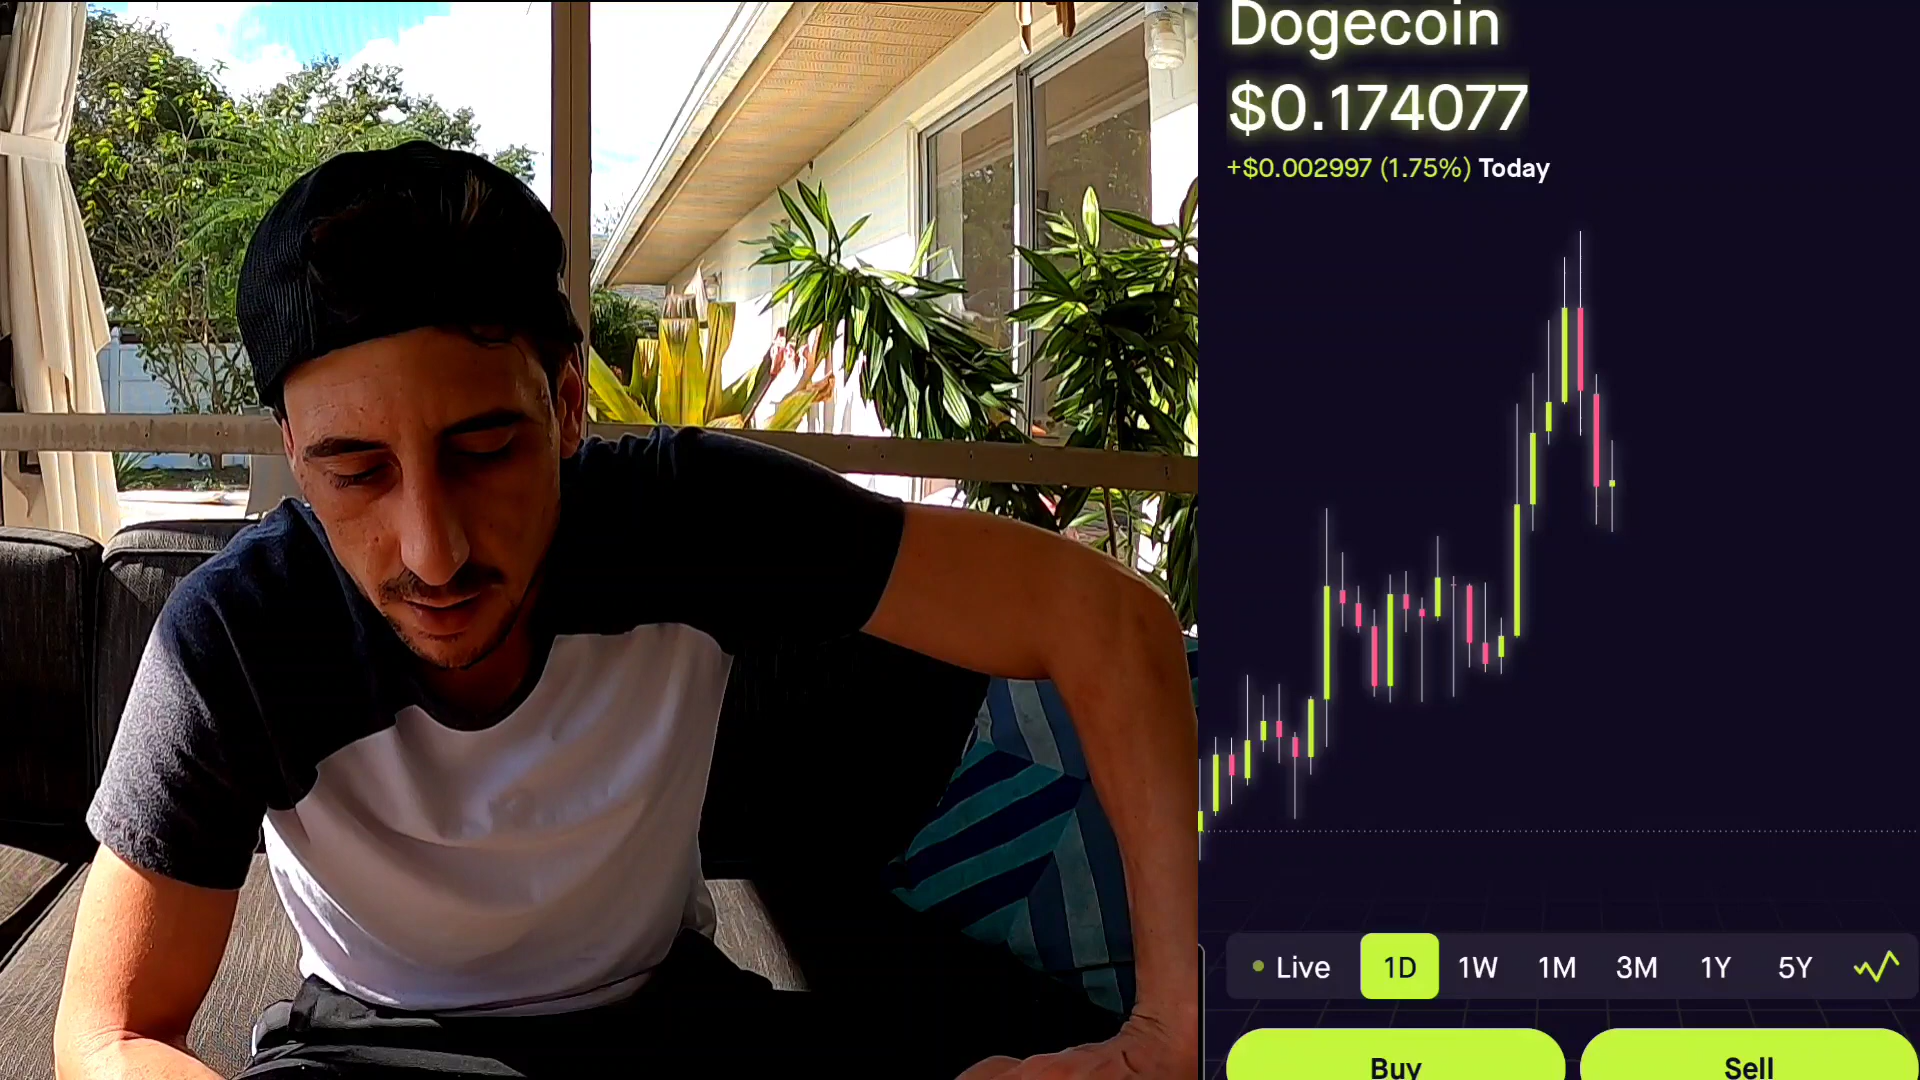 Dogecoin
$0.174077
+$0.002997 (1.75%) Today
Live 1D 1W 1M 3M 1Y 5Y
Buy Sell